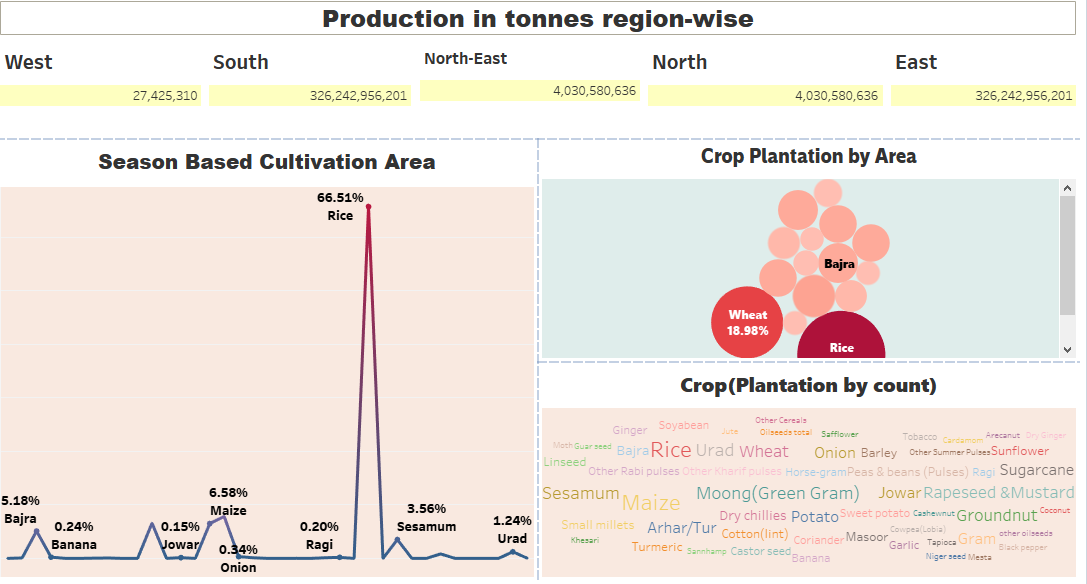 Production in tonnes region-wise
West
South
North-East
North
East
27,425,310
326,242,956,201
4,030,580,636
4,030,580,636
326,242,956,201
Season Based Cultivation Area
66.51%
Rice
5.18%
Bajra
0.24%
Banana
0.15%
Jowar
6.58%
Maize
0.34%
Onion
0.20%
Ragi
3.56%
Sesamum
1.24%
Urad
Crop Plantation by Area
Bajra
Wheat
18.98%
Rice
Crop(Plantation by count)
Other Cereals
Ginger Soyabean Jute Oilseeds total Safflower Tobacco Cardamom Arecanut Dry Ginger
Moth Guar seed Bajra Rice Urad Wheat Onion Barley Other Summer Pulses Sunflower
Linseed Other Rabi pulses Other Kharif pulses Horse-gram Peas & beans (Pulses) Ragi Sugarcane
Sesamum Maize Moong(Green Gram) Jowar Rapeseed &Mustard
Small millets Arhar/Tur Dry chillies Potato Sweet potato Cashewnut Groundnut Coconut
Khesari Cotton(lint) Coriander Masoor Cowpea(Lobia) Gram other oilseeds
Turmeric Sannhamp Castor seed Banana Garlic Tapioca Black pepper
Niger seed Mesta